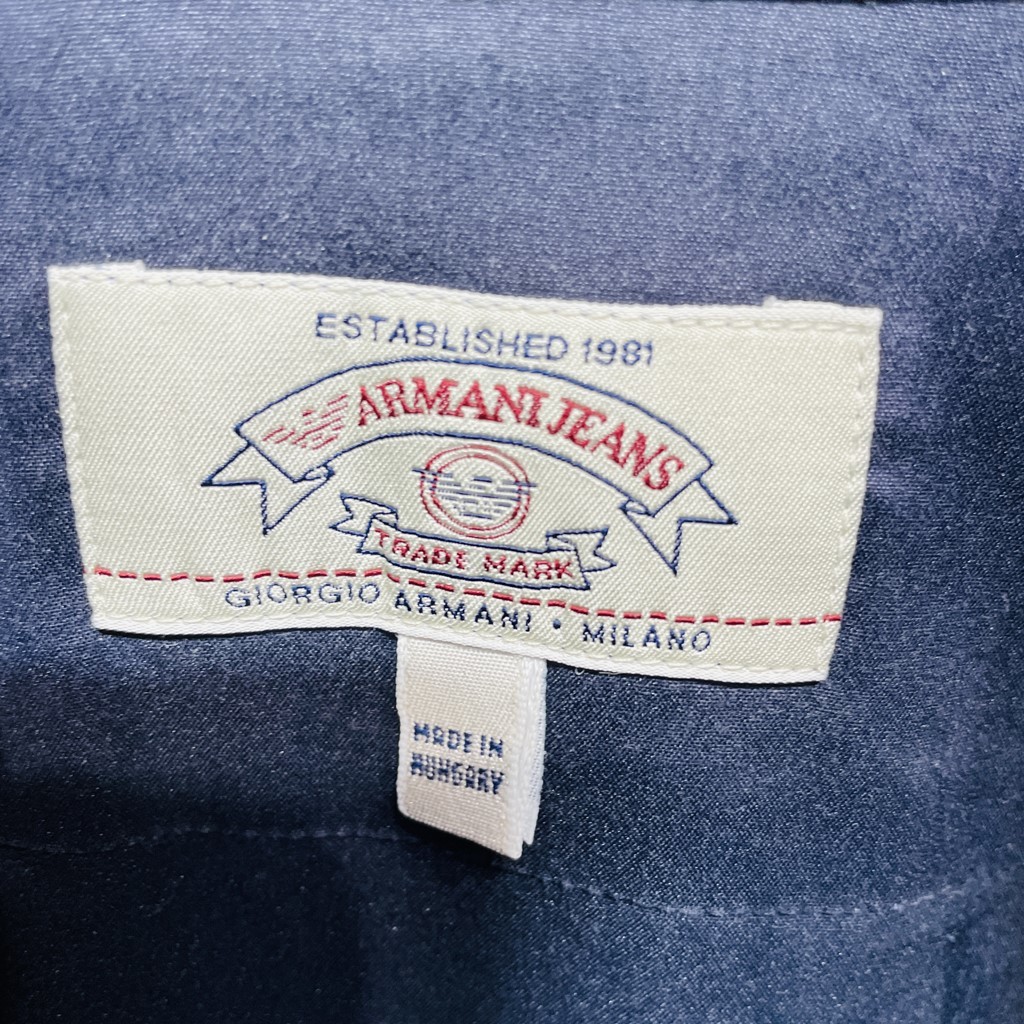 ESTABLISHED 1981
ARMANI JEANS
TRADE MARK
GIORGIO ARMANI • MILANO
MADE IN
HUNGARY